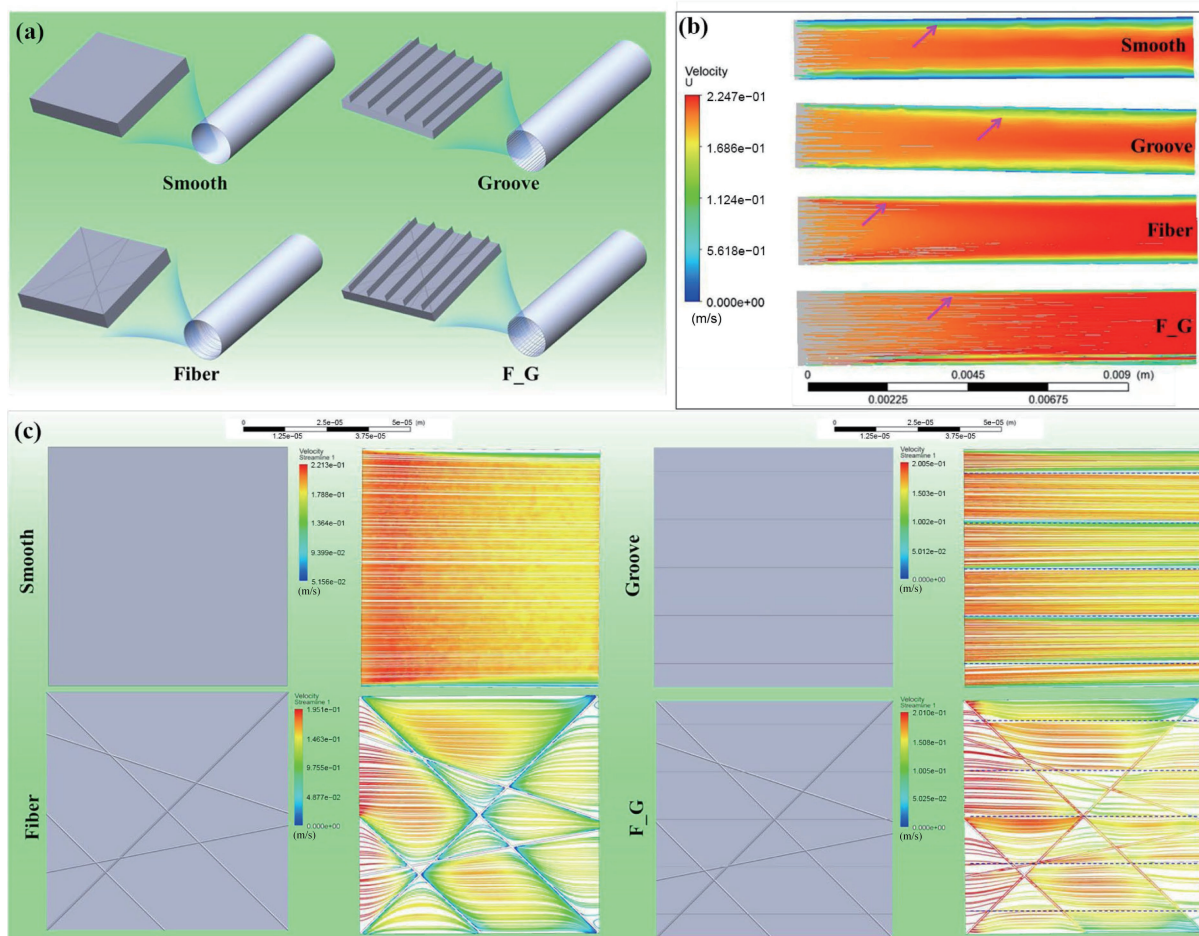 (a)
Smooth
Groove
Fiber
F_G
(b)
Velocity
U
2.247e-01
1.686e-01
1.124e-01
5.618e-01
0.000e+00
(m/s)
Smooth
Groove
Fiber
F_G
0 0.0045 0.009 (m)
0.00225 0.00675
(c)
0 2.5e-05 5e-05 (m)
1.25e-05 3.75e-05
Smooth
Velocity
Streamline 1
2.213e-01
1.788e-01
1.364e-01
9.399e-02
5.156e-02
(m/s)
0 2.5e-05 5e-05 (m)
1.25e-05 3.75e-05
Groove
Velocity
Streamline 1
2.005e-01
1.503e-01
1.002e-01
5.012e-02
0.000e+00
(m/s)
Fiber
Velocity
Streamline 1
1.951e-01
1.463e-01
9.755e-02
4.877e-02
0.000e+00
(m/s)
F_G
Velocity
Streamline 1
2.010e-01
1.508e-01
1.005e-01
5.025e-02
0.000e+00
(m/s)